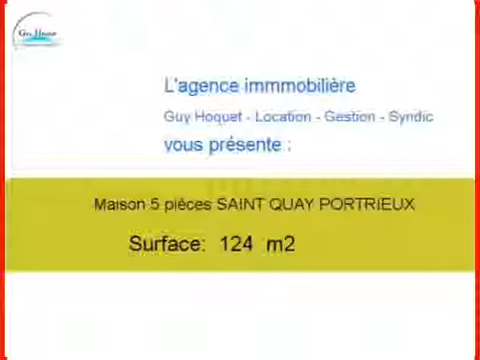 L'agence immmobilière
Guy Hoquet - Location - Gestion - Syndic
vous présente :
Maison 5 pièces SAINT QUAY PORTRIEUX
Surface: 124 m2